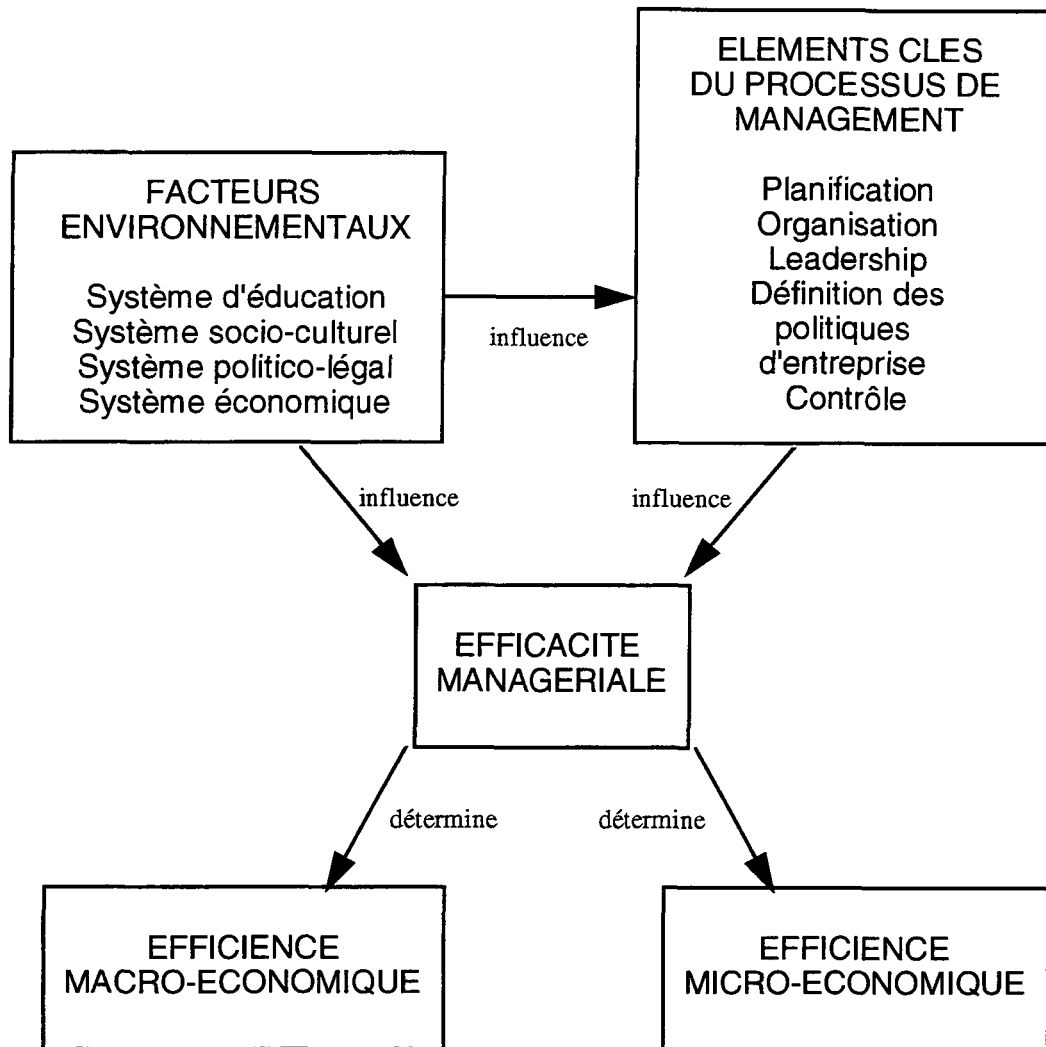 ELEMENTS CLES
DU PROCESSUS DE
MANAGEMENT
Planification
Organisation
Leadership
Définition des
politiques
d'entreprise
Contrôle
FACTEURS
ENVIRONNEMENTAUX
Système d'éducation
Système socio-culturel
Système politico-légal
Système économique
influence
influence
influence
EFFICACITE
MANAGERIALE
détermine
détermine
EFFICIENCE
MACRO-ECONOMIQUE
EFFICIENCE
MICRO-ECONOMIQUE